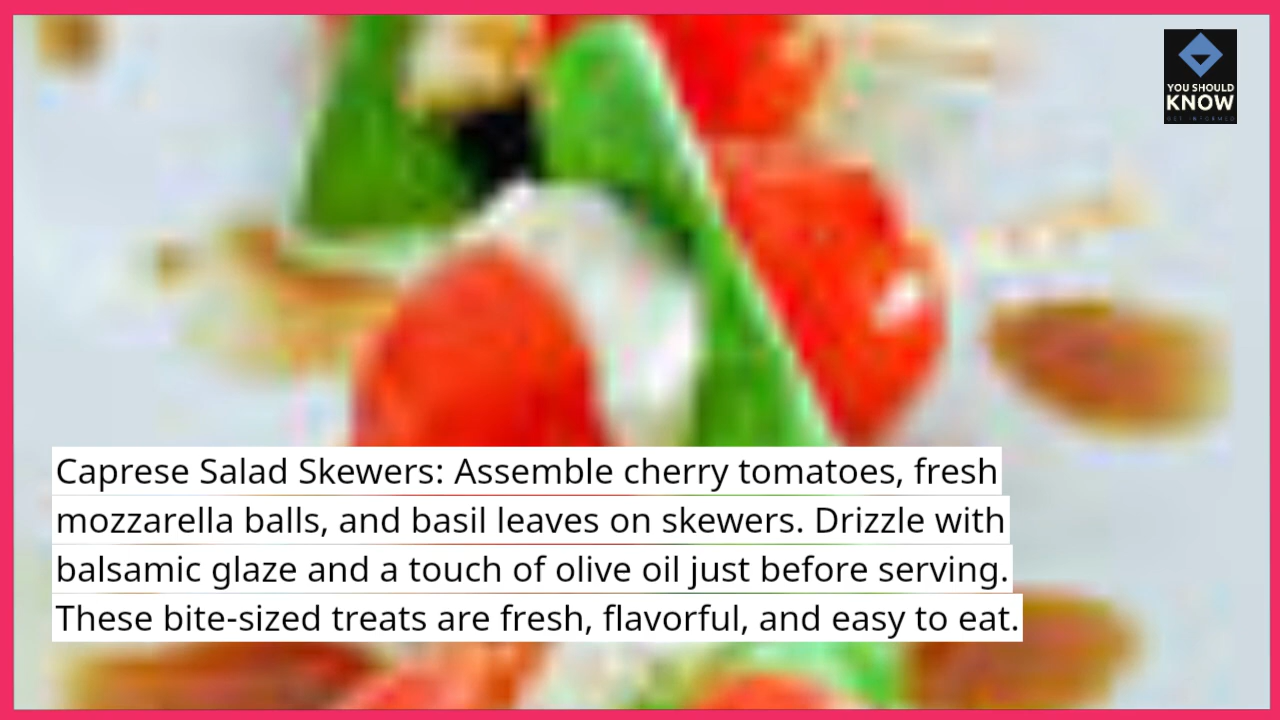 YOU SHOULD
KNOW
GET INFORMED
Caprese Salad Skewers: Assemble cherry tomatoes, fresh
mozzarella balls, and basil leaves on skewers. Drizzle with
balsamic glaze and a touch of olive oil just before serving.
These bite-sized treats are fresh, flavorful, and easy to eat.